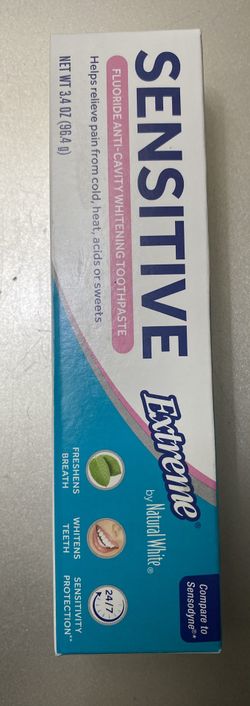 SENSITIVE
FLUORIDE ANTI-CAVITY WHITENING TOOTHPASTE
Helps relieve pain from cold, heat, acids or sweets
NET WT 3.4 OZ (96.4 g)
Extreme®
by Natural White®
Compare to
Sensodyne®*
FRESHENS
BREATH
WHITENS
TEETH
24/7
SENSITIVITY
PROTECTION**